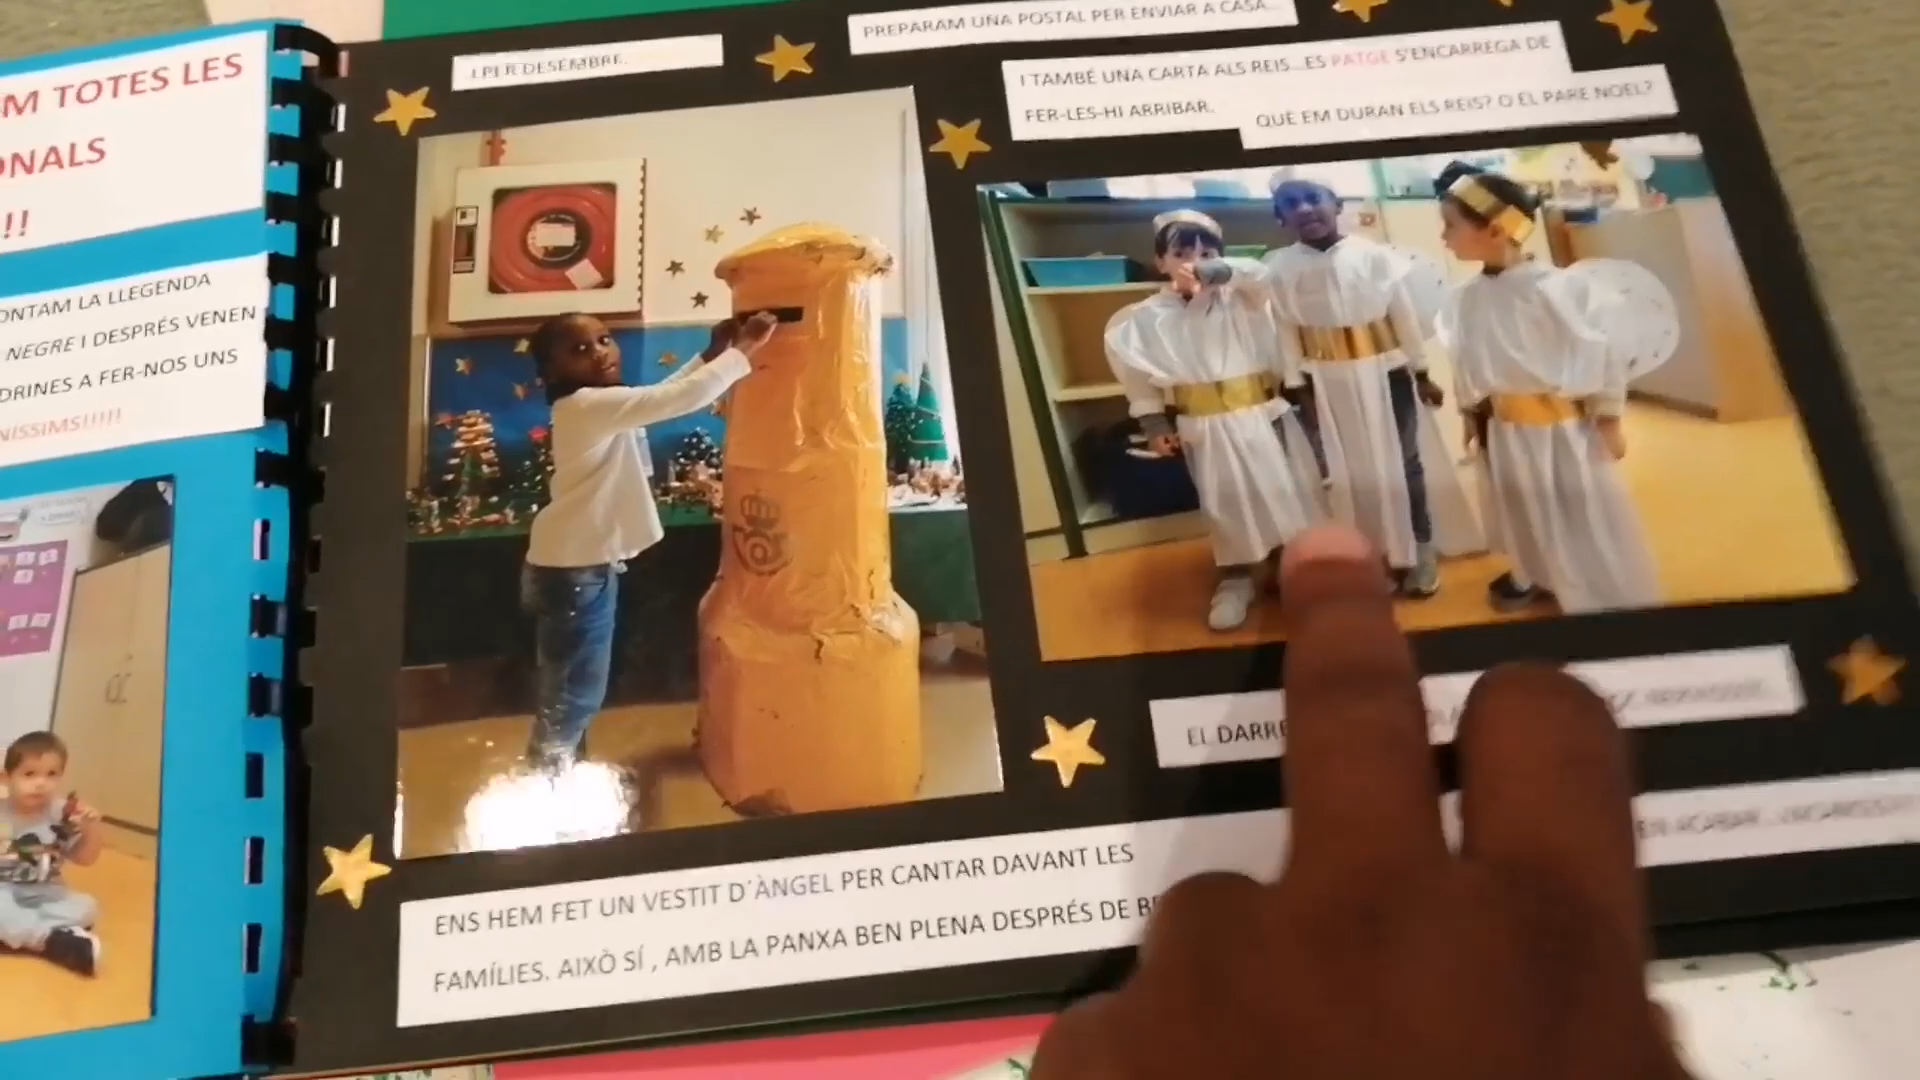 M TOTES LES
ONALS
!!
ONTAM LA LLEGENDA
NEGRE I DESPRÉS VENEN
DRINES A FER-NOS UNS
NISSIMS!!!!!
DESEMBRE.
PREPARAM UNA POSTAL PER ENVIAR A CASA...
I TAMBÉ UNA CARTA ALS REIS...ES PATGE S'ENCARREGA DE
FER-LES-HI ARRIBAR.
QUÈ EM DURAN ELS REIS? O EL PARE NOEL?
EL DARRE
ENS HEM FET UN VESTIT D´ÀNGEL PER CANTAR DAVANT LES
FAMÍLIES. AIXÒ SÍ , AMB LA PANXA BEN PLENA DESPRÉS DE BE